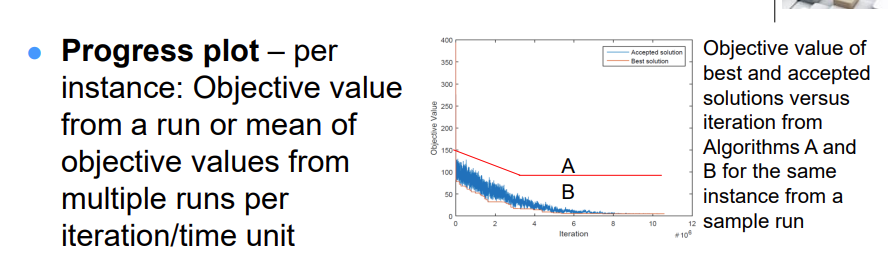 Progress plot – per
instance: Objective value
from a run or mean of
objective values from
multiple runs per
iteration/time unit
400
350
300
250
200
150
100
50
0
Objective Value
Accepted solution
Best solution
A
B
0 2 4 6 8 10 12
Iteration
#10^6
Objective value of
best and accepted
solutions versus
iteration from
Algorithms A and
B for the same
instance from a
sample run